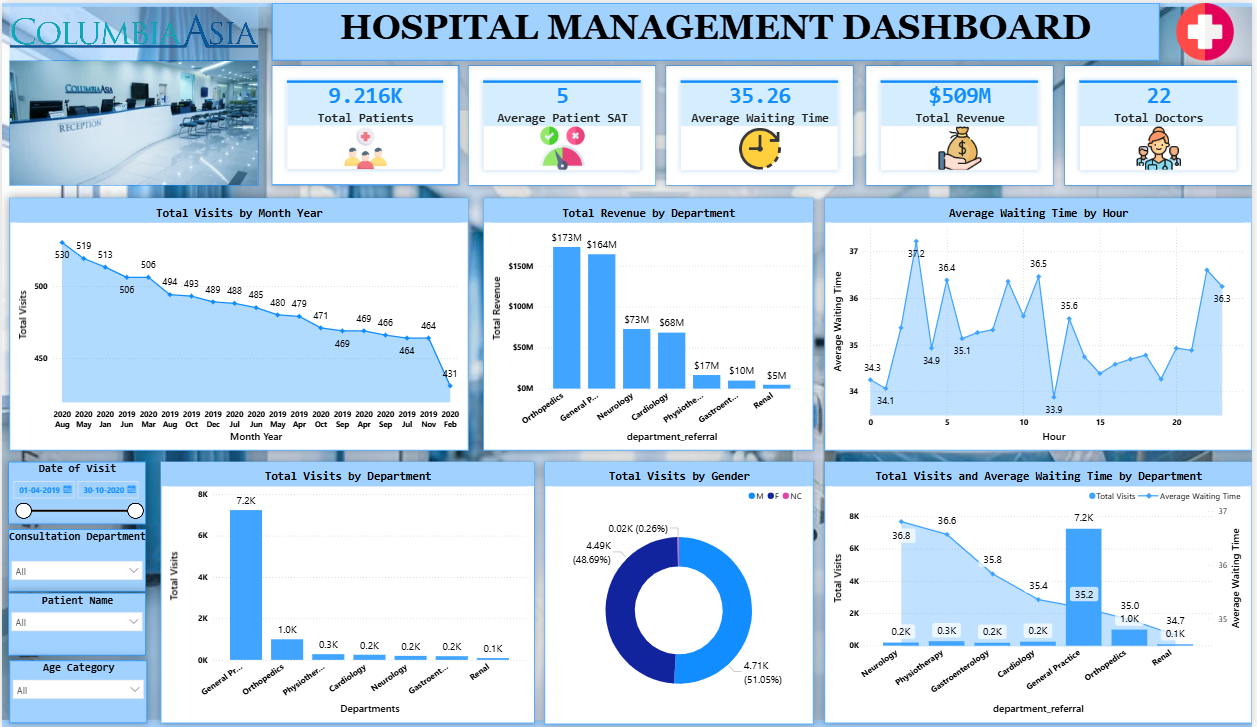 COLUMBIAASIA
HOSPITAL MANAGEMENT DASHBOARD
COLUMBIAASIA
RECEPTION
9.216K
Total Patients
5
Average Patient SAT
35.26
Average Waiting Time
$509M
Total Revenue
22
Total Doctors
Total Visits by Month Year
Total Visits
500
450
530
519
513
506
506
494
493
489
488
485
480
479
471
469
469
466
464
464
431
2020 2020 2020 2019 2020 2019 2019 2019 2020 2020 2019 2020 2020 2019 2020 2019 2019 2019 2020
Aug May Jan Jun Mar Aug Oct Dec Jul Jun May Apr Oct Sep Apr Sep Jul Nov Feb
Month Year
Total Revenue by Department
Total Revenue
$150M
$100M
$50M
$0M
$173M
$164M
$73M
$68M
$17M
$10M
$5M
Orthopedics
General P...
Neurology
Cardiology
Physiothe...
Gastroent...
Renal
department_referral
Average Waiting Time by Hour
Average Waiting Time
37
36
35
34
34.3
34.1
37.2
34.9
36.4
35.1
36.5
33.9
35.6
36.3
0 5 10 15 20
Hour
Date of Visit
01-04-2019 30-10-2020
Consultation Department
All
Patient Name
All
Age Category
All
Total Visits by Department
Total Visits
8K
6K
4K
2K
0K
7.2K
1.0K
0.3K
0.2K
0.2K
0.2K
0.1K
General Pr...
Orthopedics
Physiother...
Cardiology
Neurology
Gastroent...
Renal
Departments
Total Visits by Gender
M F NC
0.02K (0.26%)
4.49K
(48.69%)
4.71K
(51.05%)
Total Visits and Average Waiting Time by Department
Total Visits Average Waiting Time
Total Visits
8K
6K
4K
2K
0K
36.8
36.6
35.8
35.4
35.2
35.0
34.7
0.2K
0.3K
0.2K
0.2K
7.2K
1.0K
0.1K
37
36
35
Average Waiting Time
Neurology
Physiotherapy
Gastroenterology
Cardiology
General Practice
Orthopedics
Renal
department_referral